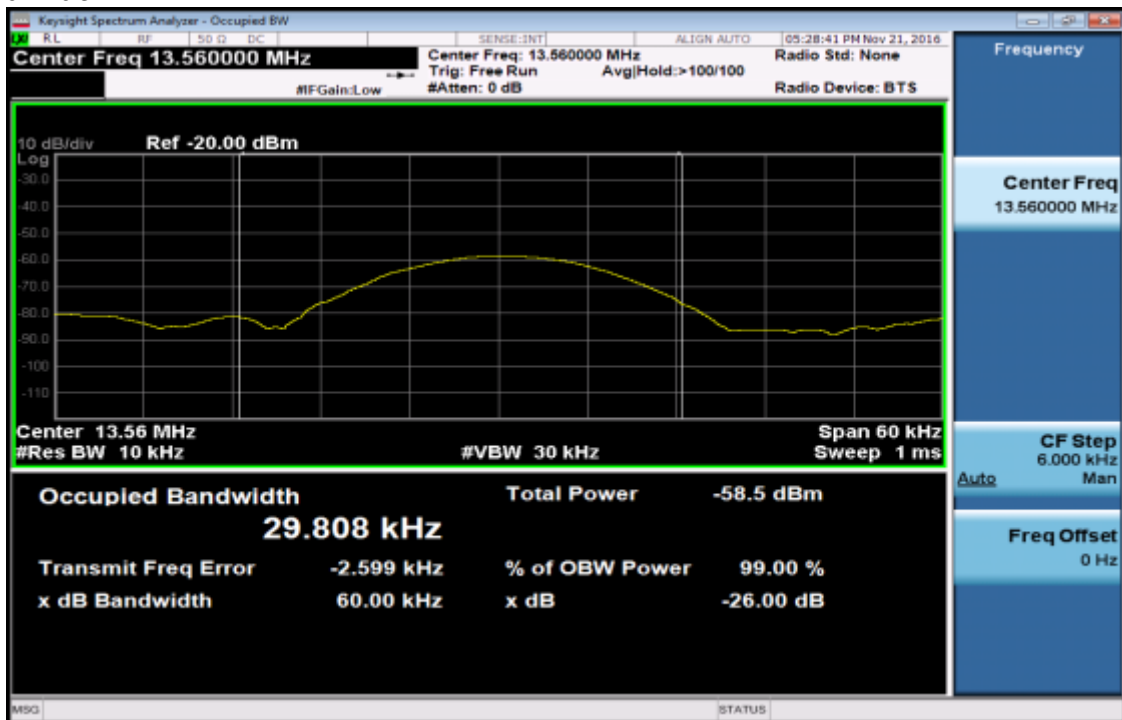 Keysight Spectrum Analyzer - Occupied BW
RL RF 50 Ω DC SENSE:INT ALIGN AUTO 05:28:41 PM Nov 21, 2016
Center Freq 13.560000 MHz
Center Freq: 13.560000 MHz
Radio Std: None
Trig: Free Run Avg|Hold:>100/100
#IFGain:Low
#Atten: 0 dB
Radio Device: BTS
10 dB/div Ref -20.00 dBm
Log
-30.0
-40.0
-50.0
-60.0
-70.0
-80.0
-90.0
-100
-110
Center 13.56 MHz
Span 60 kHz
#Res BW 10 kHz
#VBW 30 kHz
Sweep 1 ms
Occupied Bandwidth
29.808 kHz
Total Power -58.5 dBm
Transmit Freq Error -2.599 kHz
% of OBW Power 99.00 %
x dB Bandwidth 60.00 kHz
x dB -26.00 dB
MSG
STATUS
Frequency
Center Freq
13.560000 MHz
CF Step
6.000 kHz
Auto Man
Freq Offset
0 Hz